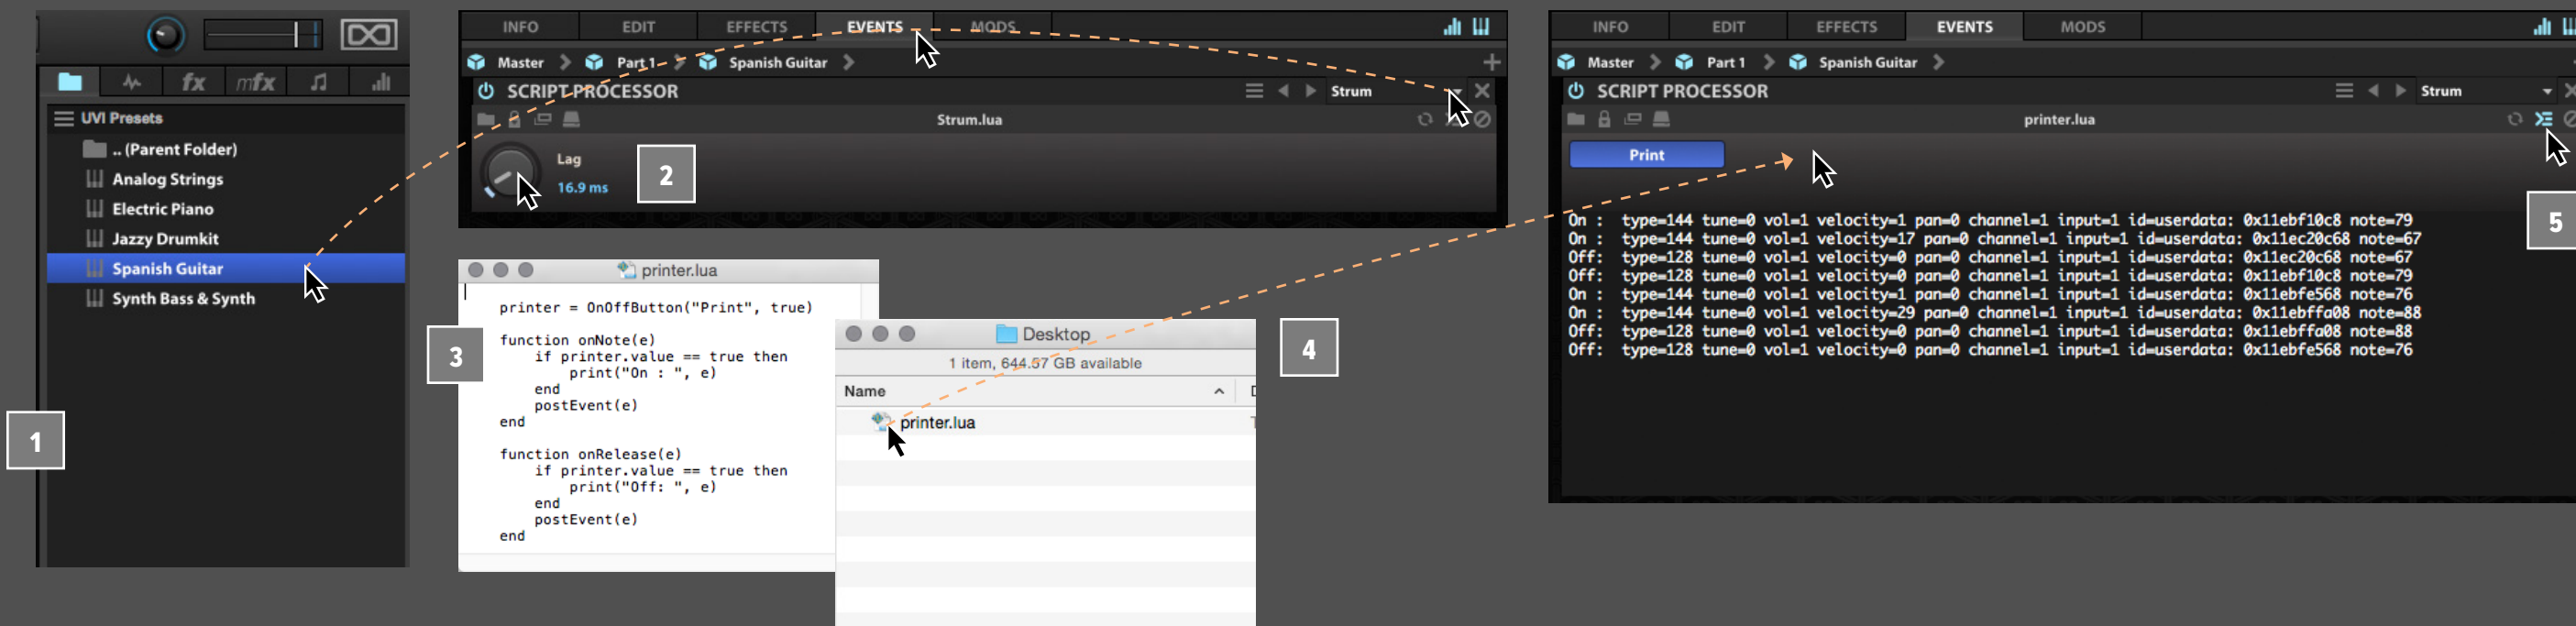 fx
mfx
UVI Presets
.. (Parent Folder)
Analog Strings
Electric Piano
Jazzy Drumkit
Spanish Guitar
Synth Bass & Synth
1
INFO EDIT EFFECTS EVENTS MODS
Master Part 1 Spanish Guitar
SCRIPT PROCESSOR Strum
Strum.lua
Lag
16.9 ms
2
printer.lua
printer = OnOffButton("Print", true)
function onNote(e)
if printer.value == true then
print("On : ", e)
end
postEvent(e)
end
function onRelease(e)
if printer.value == true then
print("Off: ", e)
end
postEvent(e)
end
3
Desktop
1 item, 644.57 GB available
Name
printer.lua
4
INFO EDIT EFFECTS EVENTS MODS
Master Part 1 Spanish Guitar
SCRIPT PROCESSOR Strum
printer.lua
Print
On :  type=144 tune=0 vol=1 velocity=1 pan=0 channel=1 input=1 id=userdata: 0x11ebf10c8 note=79
On :  type=144 tune=0 vol=1 velocity=17 pan=0 channel=1 input=1 id=userdata: 0x11ec20c68 note=67
Off:  type=128 tune=0 vol=1 velocity=0 pan=0 channel=1 input=1 id=userdata: 0x11ec20c68 note=67
Off:  type=128 tune=0 vol=1 velocity=0 pan=0 channel=1 input=1 id=userdata: 0x11ebf10c8 note=79
On :  type=144 tune=0 vol=1 velocity=1 pan=0 channel=1 input=1 id=userdata: 0x11ebfe568 note=76
On :  type=144 tune=0 vol=1 velocity=29 pan=0 channel=1 input=1 id=userdata: 0x11ebffa08 note=88
Off:  type=128 tune=0 vol=1 velocity=0 pan=0 channel=1 input=1 id=userdata: 0x11ebffa08 note=88
Off:  type=128 tune=0 vol=1 velocity=0 pan=0 channel=1 input=1 id=userdata: 0x11ebfe568 note=76
5